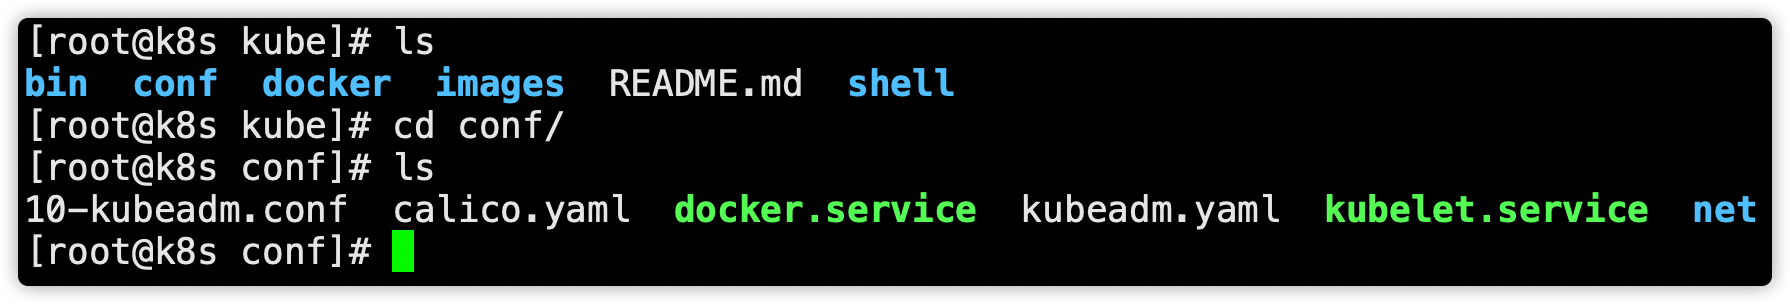 [root@k8s kube]# ls
bin  conf  docker  images  README.md  shell
[root@k8s kube]# cd conf/
[root@k8s conf]# ls
10-kubeadm.conf  calico.yaml  docker.service  kubeadm.yaml  kubelet.service  net
[root@k8s conf]#